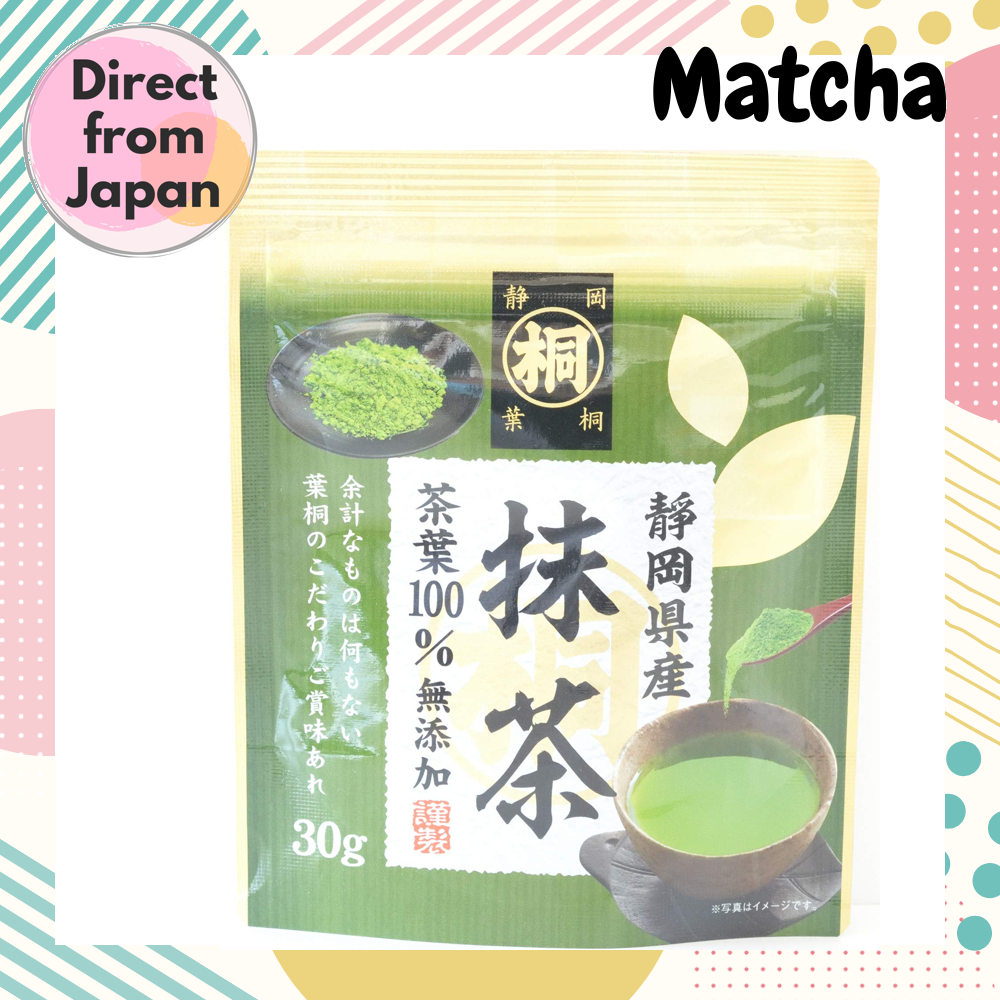 Direct
from
Japan
Matcha
静岡
桐
葉桐
静岡県産
抹茶
茶葉100%無添加
謹製
余計なものは何もない
葉桐のこだわりご賞味あれ
30g
※写真はイメージです。